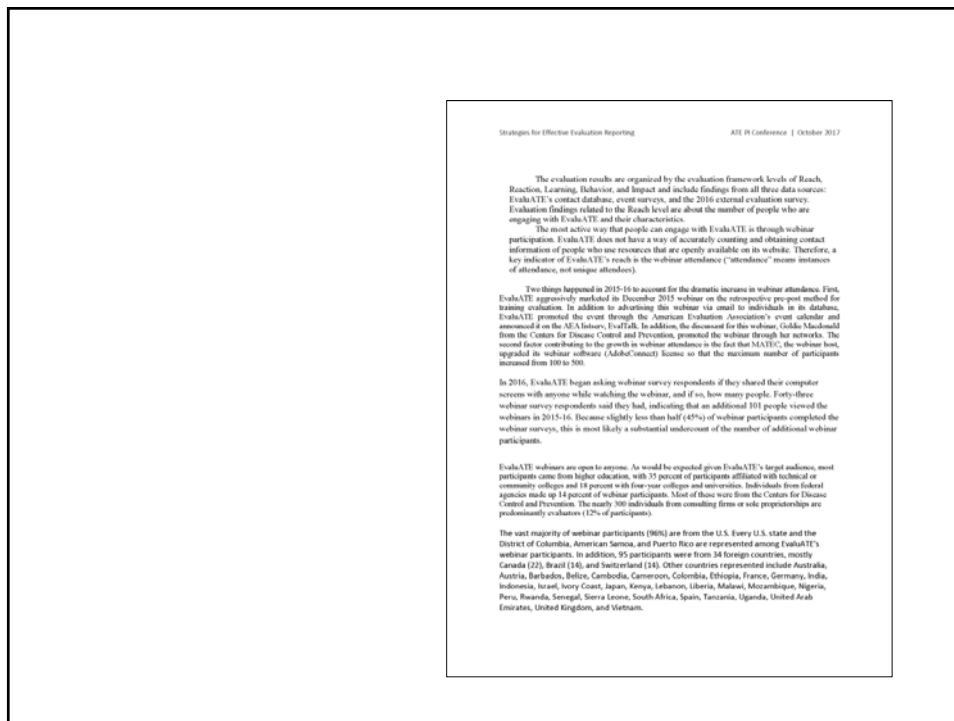 Strategies for Effective Evaluation Reporting
ATE PI Conference | October 2017
The evaluation results are organized by the evaluation framework levels of Reach,
Reaction, Learning, Behavior, and Impact and include findings from all three data sources:
EvaluATE's contact database, event surveys, and the 2016 external evaluation survey.
Evaluation findings related to the Reach level are about the number of people who are
engaging with EvaluATE and their characteristics.
The most active way that people can engage with EvaluATE is through webinar
participation. EvaluATE does not have a way of accurately counting and obtaining contact
information of people who use resources that are openly available on its website. Therefore, a
key indicator of EvaluATE's reach is the webinar attendance ("attendance" means instances
of attendance, not unique attendees).
Two things happened in 2015-16 to account for the dramatic increase in webinar attendance. First,
EvaluATE aggressively marketed its December 2015 webinar on the retrospective pre-post method for
training evaluation. In addition to advertising this webinar via email to individuals in its database,
EvaluATE promoted the event through the American Evaluation Association's event calendar and
announced it on the AEA listserv, EvalTalk. In addition, the discussant for this webinar, Goldie Macdonald
from the Centers for Disease Control and Prevention, promoted the webinar through her networks. The
second factor contributing to the growth in webinar attendance is the fact that MATEC, the webinar host,
upgraded its webinar software (AdobeConnect) license so that the maximum number of participants
increased from 100 to 500.
In 2016, EvaluATE began asking webinar survey respondents if they shared their computer
screens with anyone while watching the webinar, and if so, how many people. Forty-three
webinar survey respondents said they had, indicating that an additional 101 people viewed the
webinars in 2015-16. Because slightly less than half (45%) of webinar participants completed the
webinar surveys, this is most likely a substantial undercount of the number of additional webinar
participants.
EvaluATE webinars are open to anyone. As would be expected given EvaluATE's target audience, most
participants came from higher education, with 35 percent of participants affiliated with technical or
community colleges and 18 percent with four-year colleges and universities. Individuals from federal
agencies made up 14 percent of webinar participants. Most of these were from the Centers for Disease
Control and Prevention. The nearly 300 individuals from consulting firms or sole proprietorships are
predominantly evaluators (12% of participants).
The vast majority of webinar participants (96%) are from the U.S. Every U.S. state and the
District of Columbia, American Samoa, and Puerto Rico are represented among EvaluATE's
webinar participants. In addition, 95 participants were from 34 foreign countries, mostly
Canada (22), Brazil (14), and Switzerland (14). Other countries represented include Australia,
Austria, Barbados, Belize, Cambodia, Cameroon, Colombia, Ethiopia, France, Germany, India,
Indonesia, Israel, Ivory Coast, Japan, Kenya, Lebanon, Liberia, Malawi, Mozambique, Nigeria,
Peru, Rwanda, Senegal, Sierra Leone, South Africa, Spain, Tanzania, Uganda, United Arab
Emirates, United Kingdom, and Vietnam.